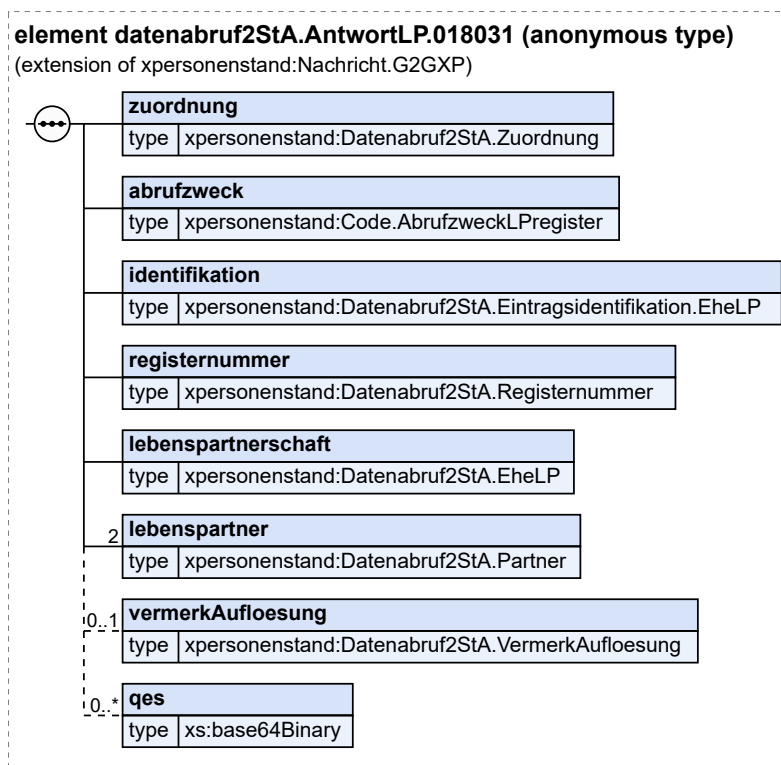 element datenabruf2StA.AntwortLP.018031 (anonymous type)
(extension of xpersonenstand:Nachricht.G2GXP)
zuordnung
type xpersonenstand:Datenabruf2StA.Zuordnung
abrufzweck
type xpersonenstand:Code.AbrufzweckLPregister
identifikation
type xpersonenstand:Datenabruf2StA.Eintragsidentifikation.EheLP
registernummer
type xpersonenstand:Datenabruf2StA.Registernummer
lebenspartnerschaft
type xpersonenstand:Datenabruf2StA.EheLP
2 lebenspartner
type xpersonenstand:Datenabruf2StA.Partner
0..1 vermerkAufloesung
type xpersonenstand:Datenabruf2StA.VermerkAufloesung
0..* qes
type xs:base64Binary